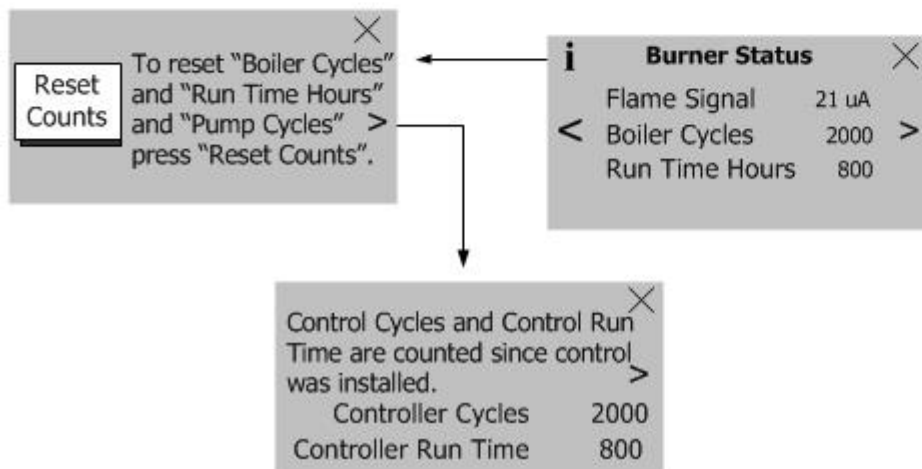 Reset
Counts
To reset “Boiler Cycles”
and “Run Time Hours”
and “Pump Cycles” >
press “Reset Counts”.
i Burner Status
Flame Signal 21 uA
< Boiler Cycles 2000 >
Run Time Hours 800
Control Cycles and Control Run
Time are counted since control
was installed. >
Controller Cycles 2000
Controller Run Time 800